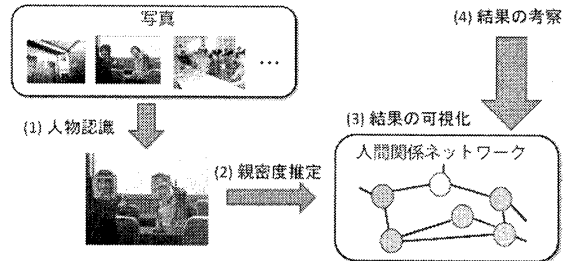 写真
…
(1) 人物認識
(2) 親密度推定
(3) 結果の可視化
人間関係ネットワーク
(4) 結果の考察